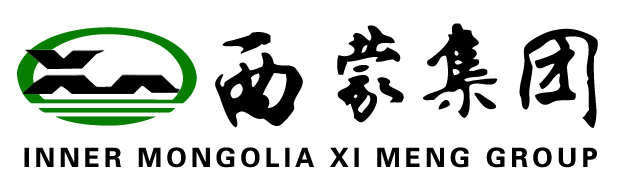 西蒙集团
INNER MONGOLIA XI MENG GROUP